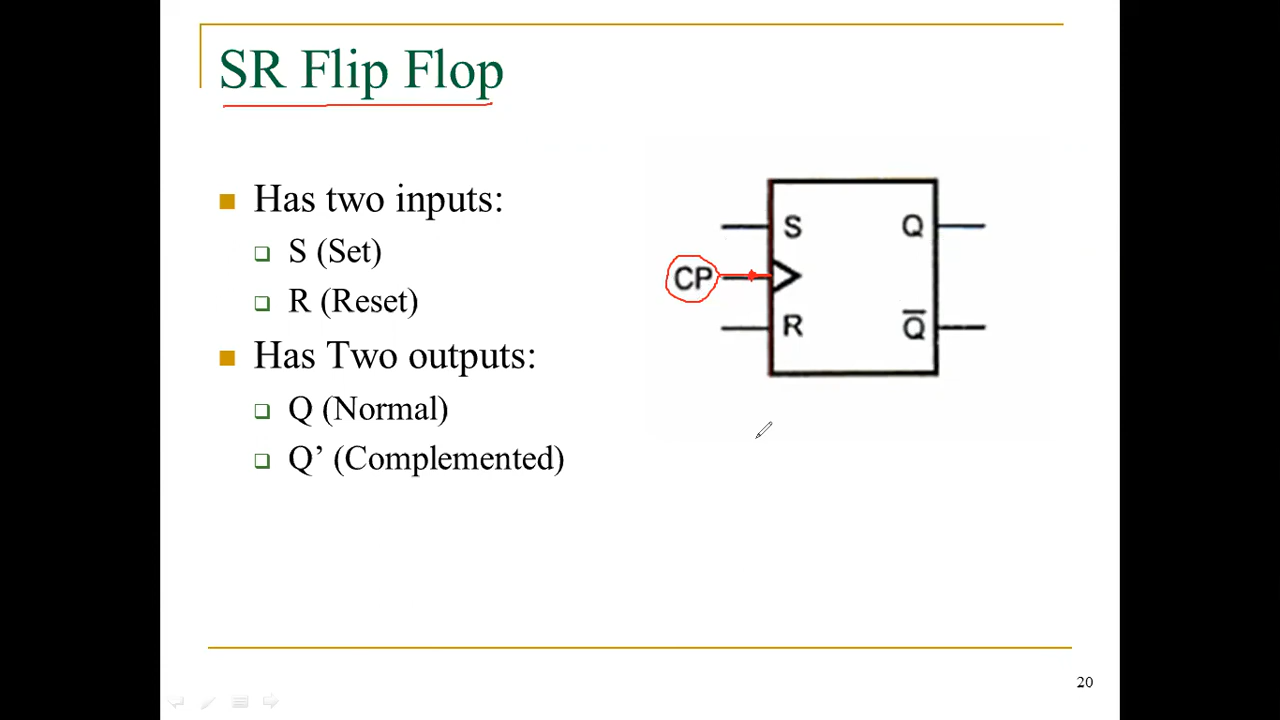 SR Flip Flop
Has two inputs:
S (Set)
R (Reset)
Has Two outputs:
Q (Normal)
Q’ (Complemented)
S Q
CP
R Q̅
20